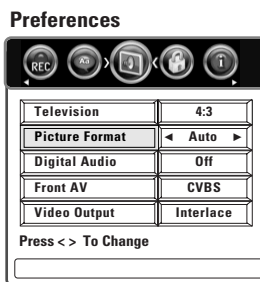 Preferences
REC Aa i
Television 4:3
Picture Format ◄ Auto ►
Digital Audio Off
Front AV CVBS
Video Output Interlace
Press < > To Change